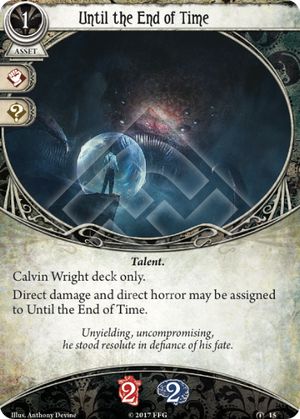 1
Until the End of Time
ASSET
Talent.
Calvin Wright deck only.
Direct damage and direct horror may be assigned
to Until the End of Time.
Unyielding, uncompromising,
he stood resolute in defiance of his fate.
2 2
Illus. Anthony Devine © 2017 FFG 15